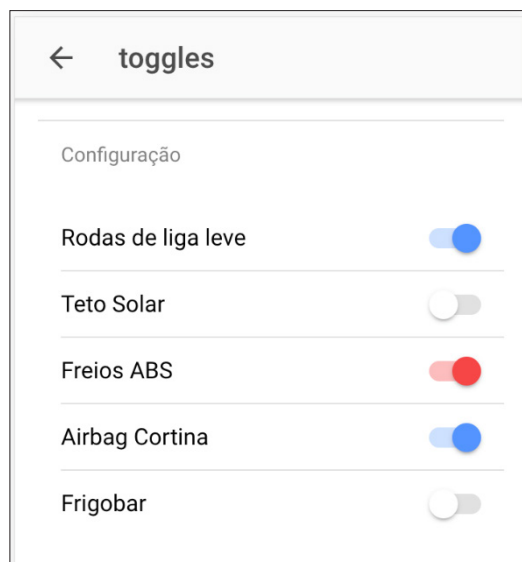 toggles
Configuração
Rodas de liga leve
Teto Solar
Freios ABS
Airbag Cortina
Frigobar